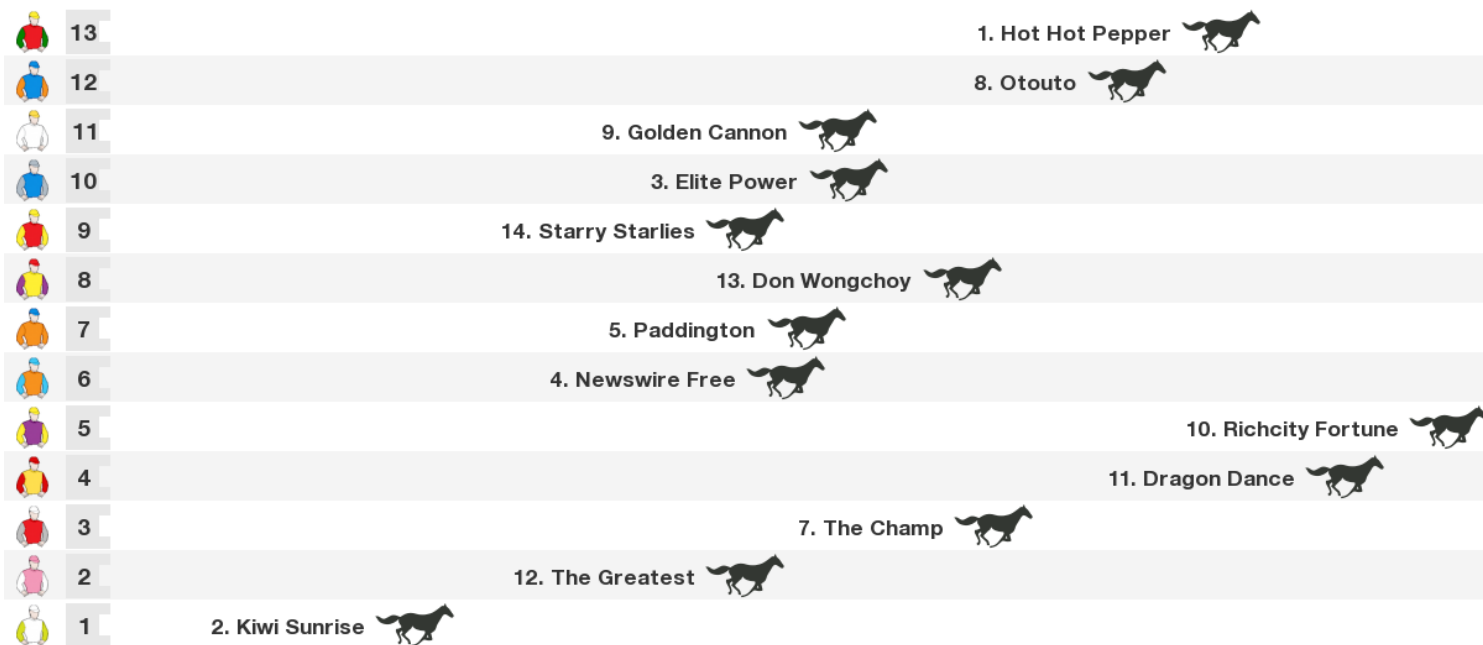 13 1. Hot Hot Pepper
12 8. Otouto
11 9. Golden Cannon
10 3. Elite Power
9 14. Starry Starlies
8 13. Don Wongchoy
7 5. Paddington
6 4. Newswire Free
5 10. Richcity Fortune
4 11. Dragon Dance
3 7. The Champ
2 12. The Greatest
1 2. Kiwi Sunrise